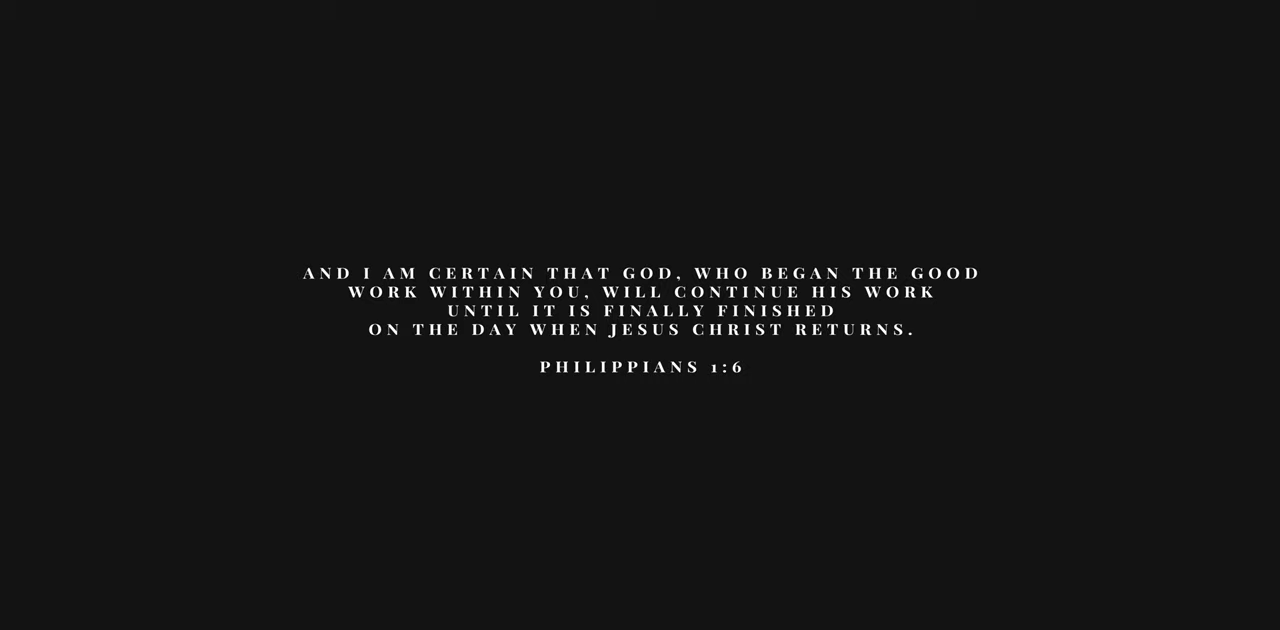 AND I AM CERTAIN THAT GOD, WHO BEGAN THE GOOD
WORK WITHIN YOU, WILL CONTINUE HIS WORK
UNTIL IT IS FINALLY FINISHED
ON THE DAY WHEN JESUS CHRIST RETURNS.
PHILIPPIANS 1:6